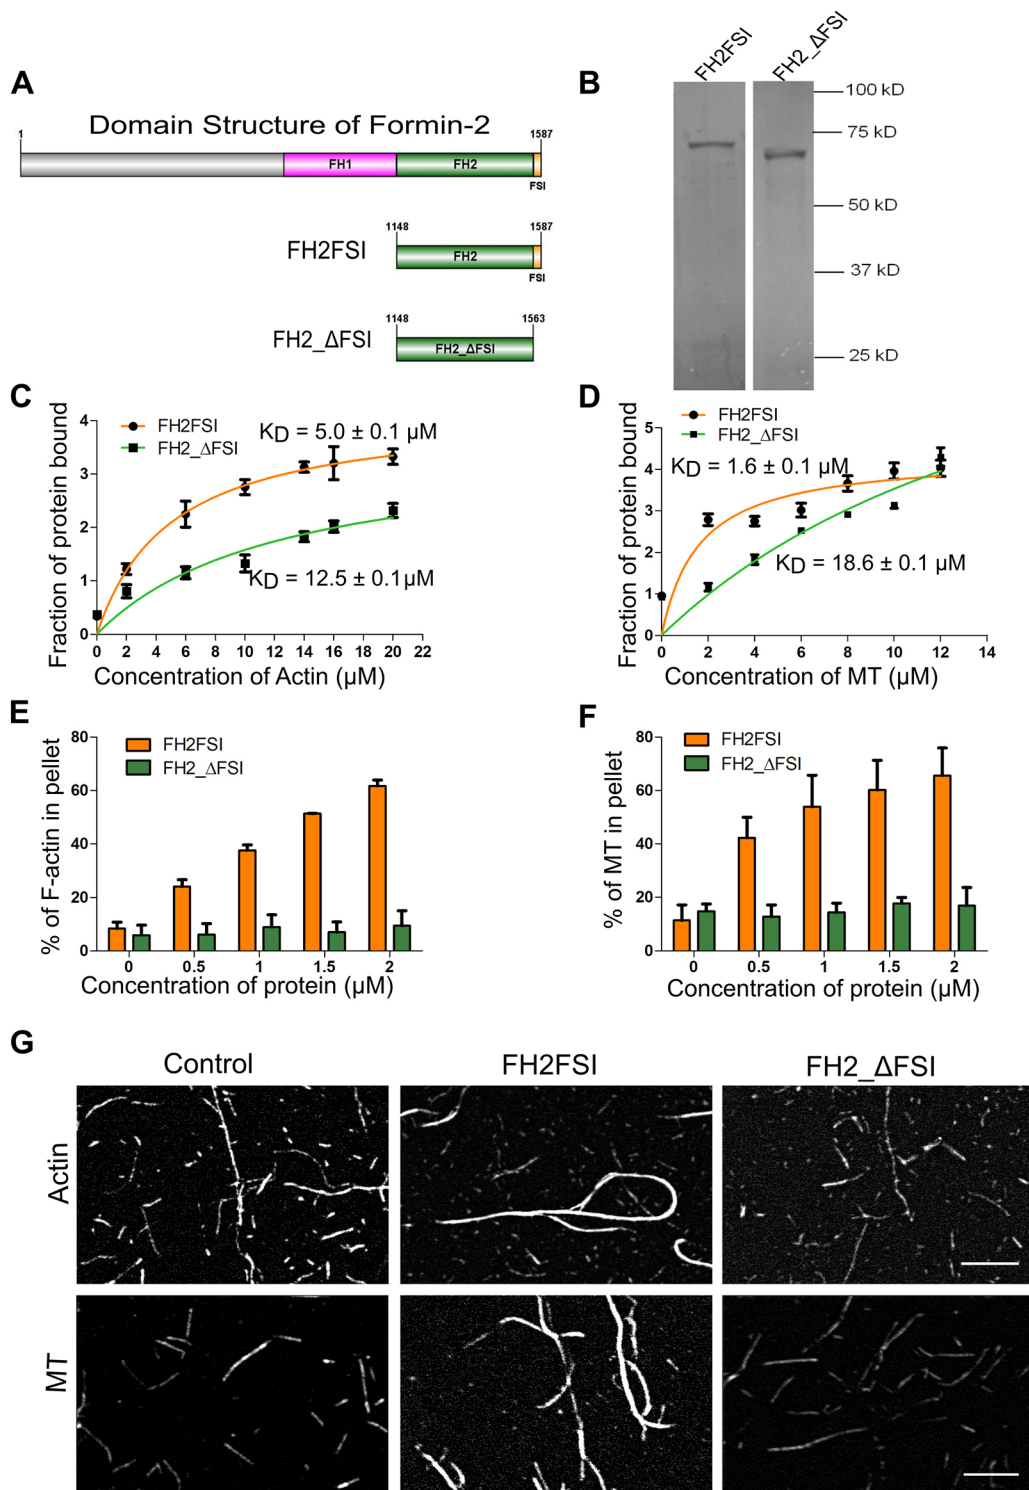 A
Domain Structure of Formin-2
1
1587
FH1
FH2
FSI
1148
1587
FH2FSI
FH2
FSI
1148
1563
FH2_ΔFSI
FH2_ΔFSI
B
FH2FSI
FH2_ΔFSI
100 kD
75 kD
50 kD
37 kD
25 kD
C
Fraction of protein bound
4
3
2
1
0
FH2FSI
FH2_ΔFSI
KD = 5.0 ± 0.1 µM
KD = 12.5 ± 0.1µM
0 2 4 6 8 10 12 14 16 18 20 22
Concentration of Actin (µM)
D
Fraction of protein bound
5
4
3
2
1
0
FH2FSI
FH2_ΔFSI
KD = 1.6 ± 0.1 µM
KD = 18.6 ± 0.1 µM
0 2 4 6 8 10 12 14
Concentration of MT (µM)
E
% of F-actin in pellet
80
60
40
20
0
FH2FSI
FH2_ΔFSI
0 0.5 1 1.5 2
Concentration of protein (µM)
F
% of MT in pellet
80
60
40
20
0
FH2FSI
FH2_ΔFSI
0 0.5 1 1.5 2
Concentration of protein (µM)
G
Control
FH2FSI
FH2_ΔFSI
Actin
MT